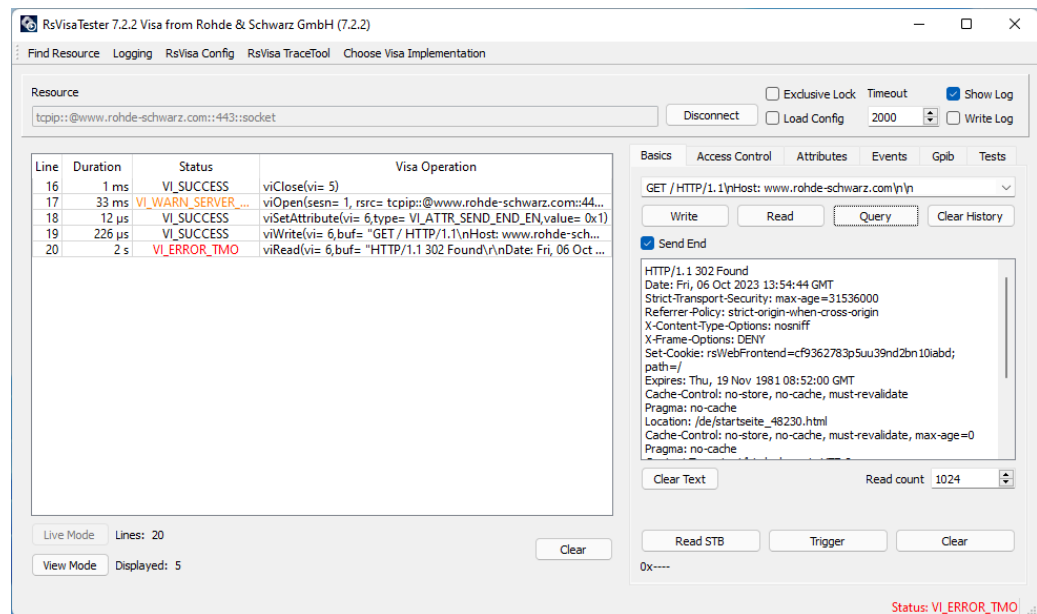 RsVisaTester 7.2.2 Visa from Rohde & Schwarz GmbH (7.2.2)
Find Resource Logging RsVisa Config RsVisa TraceTool Choose Visa Implementation
Resource
Exclusive Lock Timeout Show Log
tcpip::@www.rohde-schwarz.com::443::socket Disconnect Load Config 2000 Write Log
Line Duration Status Visa Operation
16 1 ms VI_SUCCESS viClose(vi= 5)
17 33 ms VI_WARN_SERVER_... viOpen(sesn= 1, rsrc= tcpip::@www.rohde-schwarz.com::44...
18 12 µs VI_SUCCESS viSetAttribute(vi= 6,type= VI_ATTR_SEND_END_EN,value= 0x1)
19 226 µs VI_SUCCESS viWrite(vi= 6,buf= "GET / HTTP/1.1\nHost: www.rohde-sch...
20 2 s VI_ERROR_TMO viRead(vi= 6,buf= "HTTP/1.1 302 Found\r\nDate: Fri, 06 Oct ...
Live Mode Lines: 20
Clear
View Mode Displayed: 5
Basics Access Control Attributes Events Gpib Tests
GET / HTTP/1.1\nHost: www.rohde-schwarz.com\n\n
Write Read Query Clear History
Send End
HTTP/1.1 302 Found
Date: Fri, 06 Oct 2023 13:54:44 GMT
Strict-Transport-Security: max-age=31536000
Referrer-Policy: strict-origin-when-cross-origin
X-Content-Type-Options: nosniff
X-Frame-Options: DENY
Set-Cookie: rsWebFrontend=cf9362783p5uu39nd2bn10iabd;
path=/
Expires: Thu, 19 Nov 1981 08:52:00 GMT
Cache-Control: no-store, no-cache, must-revalidate
Pragma: no-cache
Location: /de/startseite_48230.html
Cache-Control: no-store, no-cache, must-revalidate, max-age=0
Pragma: no-cache
Clear Text Read count 1024
Read STB Trigger Clear
0x----
Status: VI_ERROR_TMO